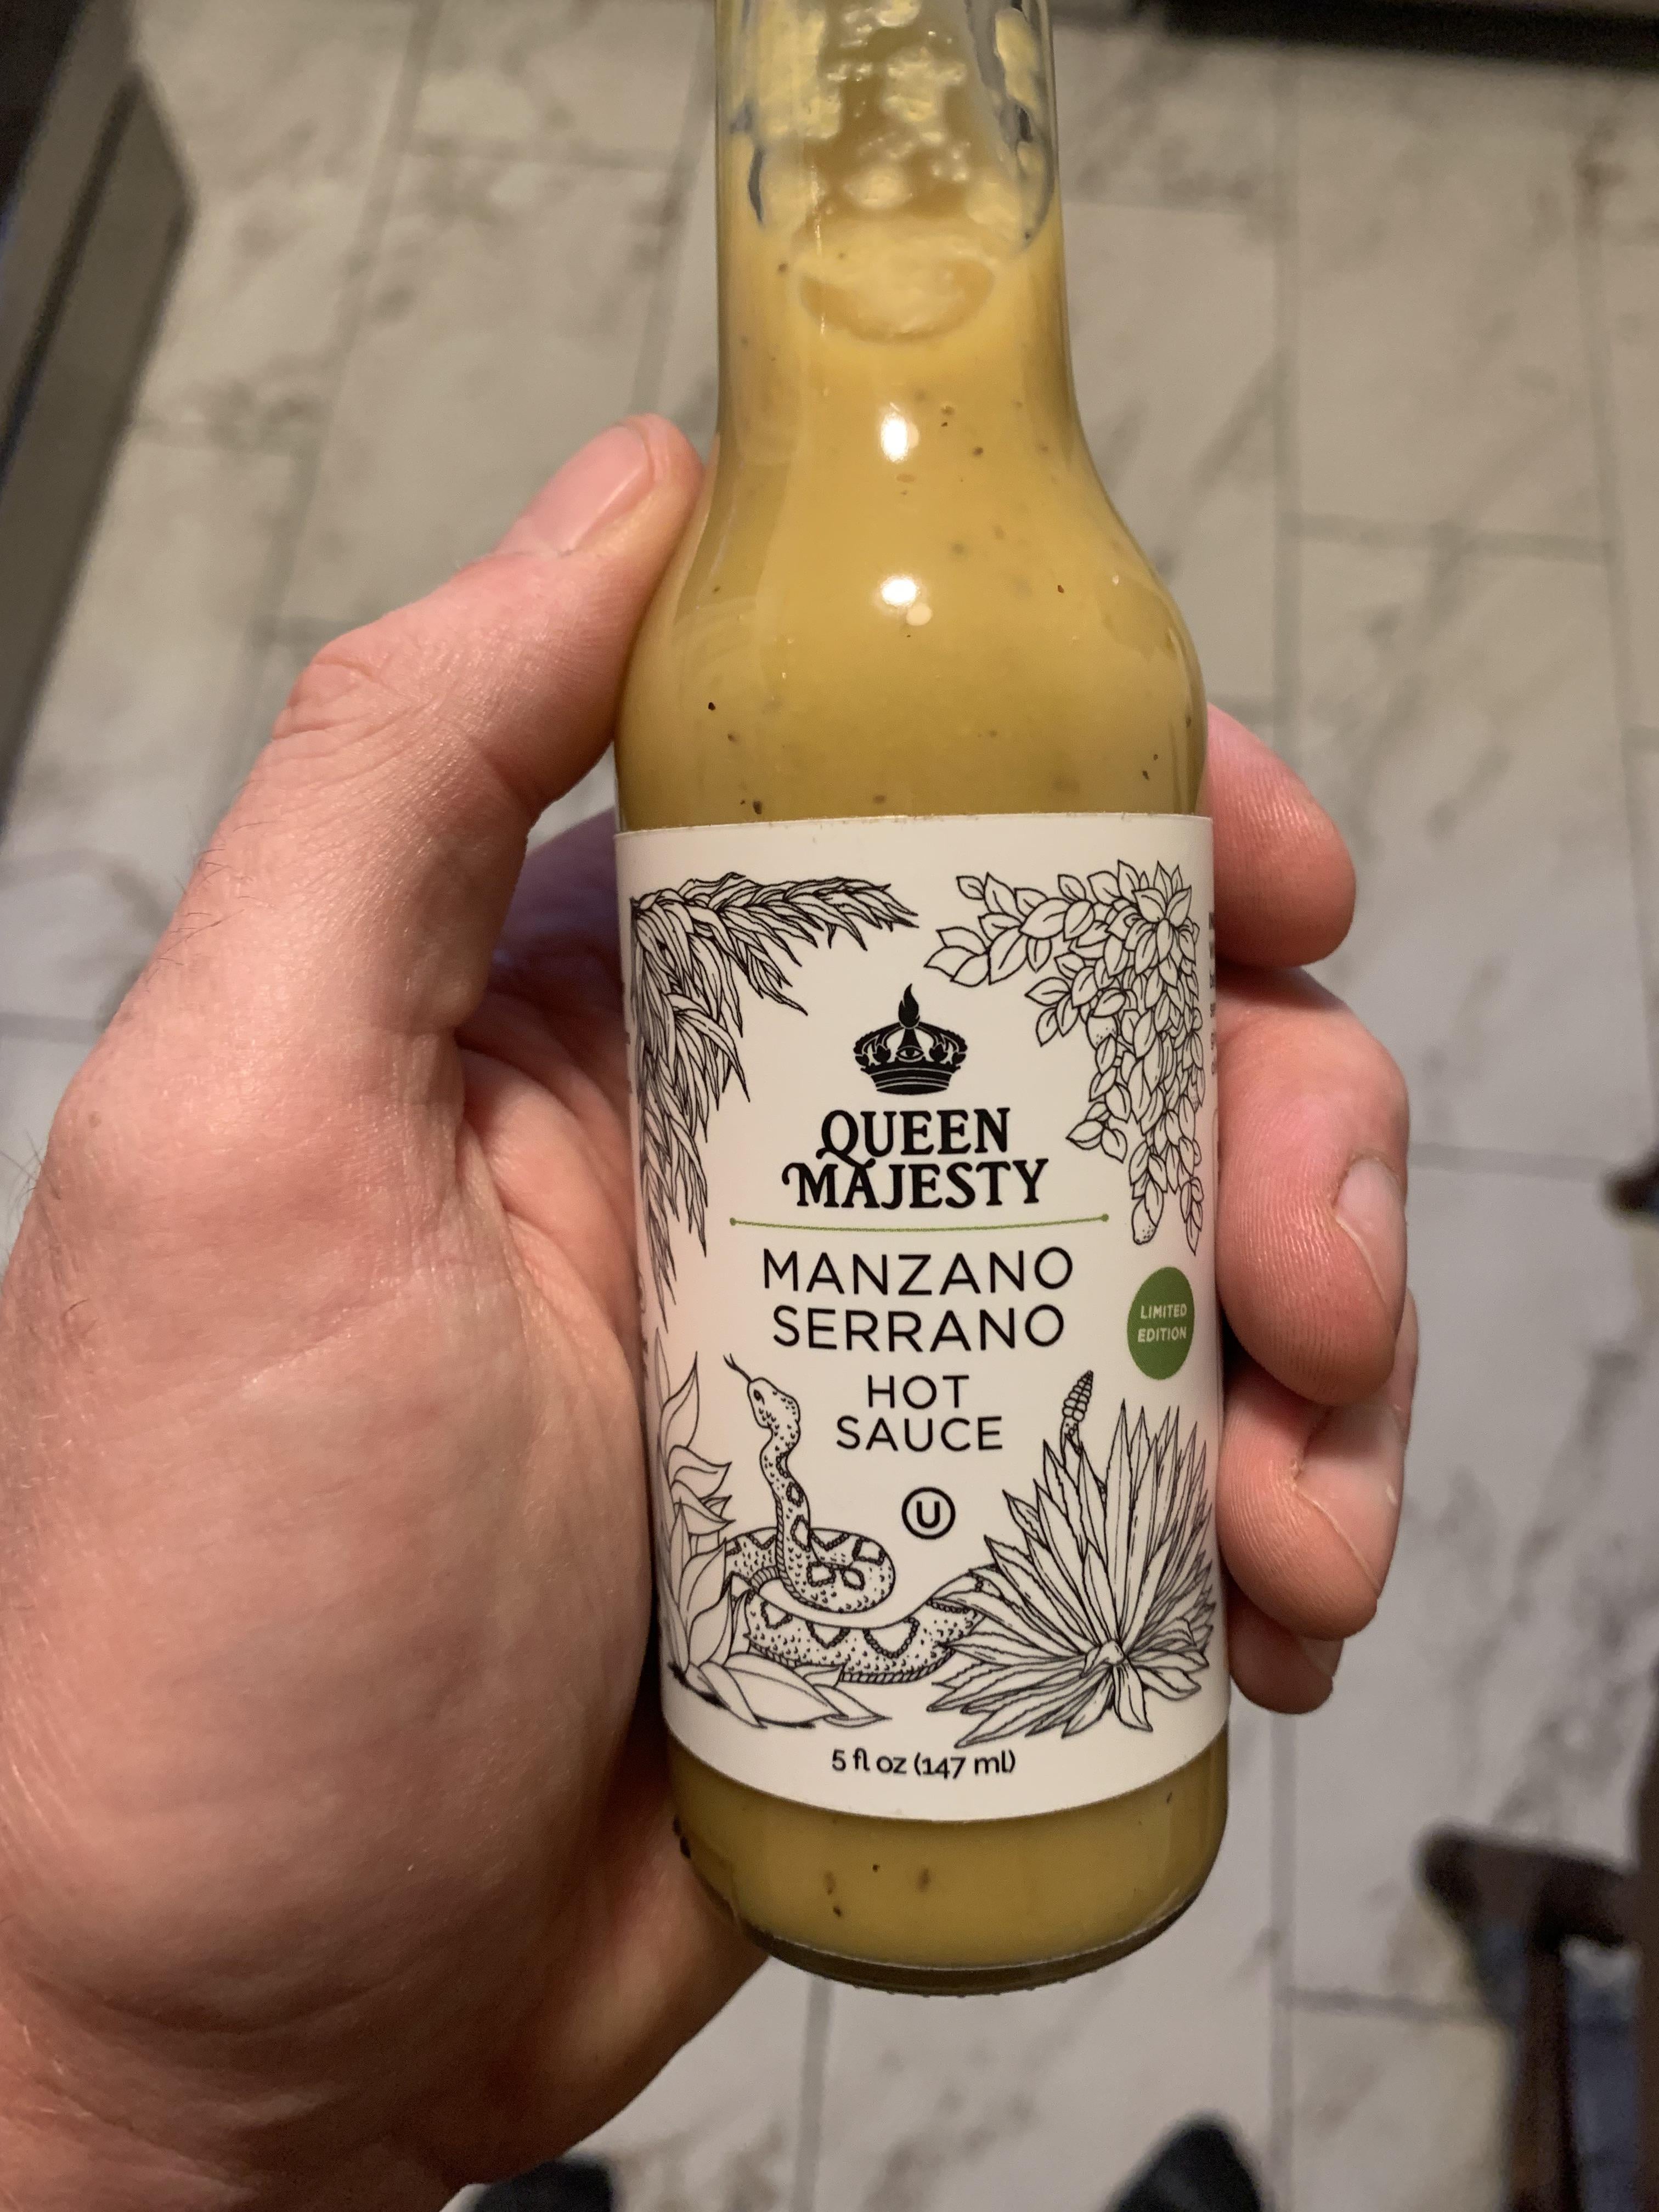 QUEEN
MAJESTY
MANZANO
SERRANO
HOT
SAUCE
LIMITED
EDITION
U
5 fl oz (147 ml)